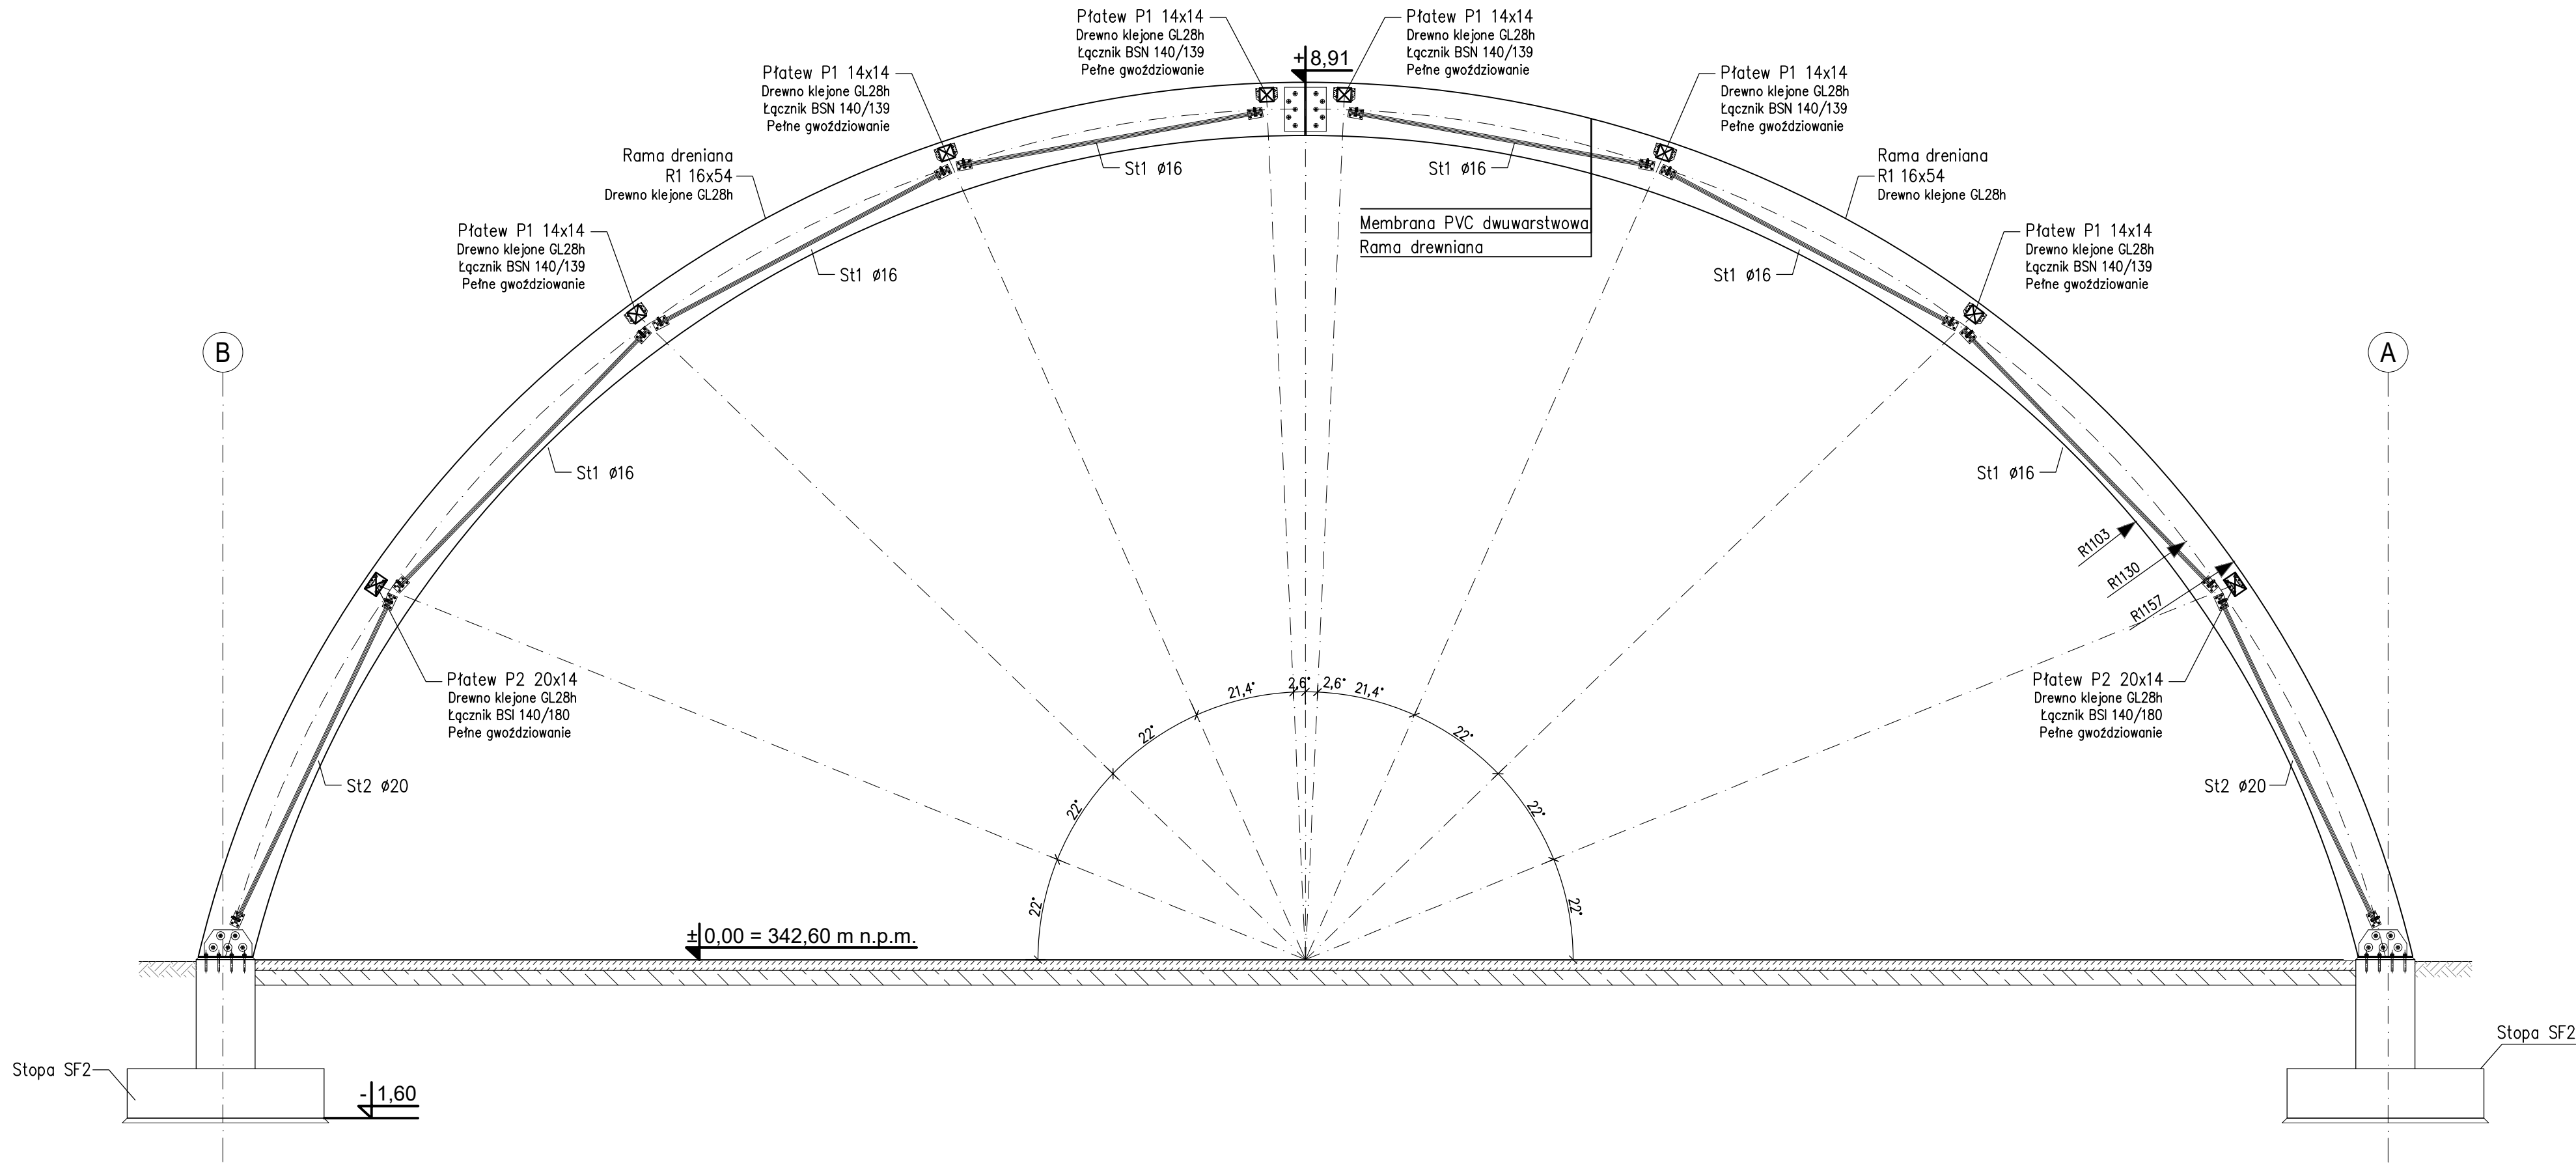 Płatew P1 14x14
Drewno klejone GL28h
Łącznik BSN 140/139
Pełne gwoździowanie
Płatew P1 14x14
Drewno klejone GL28h
Łącznik BSN 140/139
Pełne gwoździowanie
+8,91
Płatew P1 14x14
Drewno klejone GL28h
Łącznik BSN 140/139
Pełne gwoździowanie
Płatew P1 14x14
Drewno klejone GL28h
Łącznik BSN 140/139
Pełne gwoździowanie
Rama dreniana
R1 16x54
Drewno klejone GL28h
St1 ø16
St1 ø16
Rama dreniana
R1 16x54
Drewno klejone GL28h
Membrana PVC dwuwarstwowa
Rama drewniana
Płatew P1 14x14
Drewno klejone GL28h
Łącznik BSN 140/139
Pełne gwoździowanie
St1 ø16
St1 ø16
Płatew P1 14x14
Drewno klejone GL28h
Łącznik BSN 140/139
Pełne gwoździowanie
B
A
St1 ø16
St1 ø16
R1103
R1130
R1157
Płatew P2 20x14
Drewno klejone GL28h
Łącznik BSI 140/180
Pełne gwoździowanie
Płatew P2 20x14
Drewno klejone GL28h
Łącznik BSI 140/180
Pełne gwoździowanie
21,4°
2,6°
2,6°
21,4°
22°
22°
St2 ø20
St2 ø20
22°
22°
22°
22°
±0,00 = 342,60 m n.p.m.
Stopa SF2
Stopa SF2
-1,60